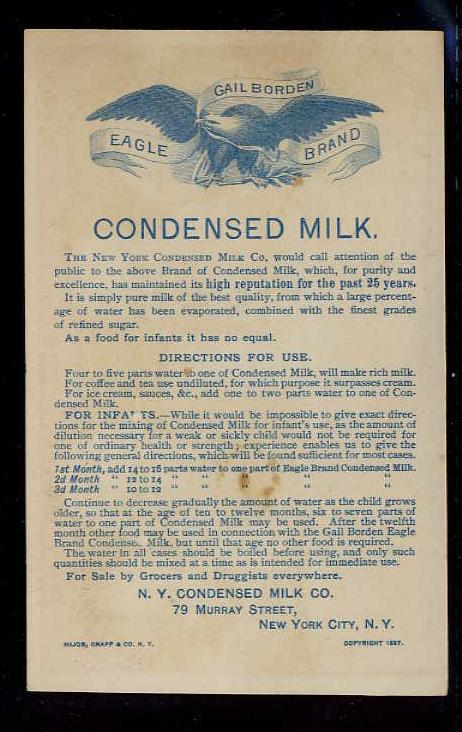 GAIL BORDEN
EAGLE BRAND
CONDENSED MILK.
THE NEW YORK CONDENSED MILK CO. would call attention of the
public to the above Brand of Condensed Milk, which, for purity and
excellence, has maintained its high reputation for the past 25 years.
It is simply pure milk of the best quality, from which a large percent-
age of water has been evaporated, combined with the finest grades
of refined sugar.
As a food for infants it has no equal.
DIRECTIONS FOR USE.
Four to five parts water to one of Condensed Milk, will make rich milk.
For coffee and tea use undiluted, for which purpose it surpasses cream.
For ice cream, sauces, &c., add one to two parts water to one of Con-
densed Milk.
FOR INFA TS.—While it would be impossible to give exact direc-
tions for the mixing of Condensed Milk for infant's use, as the amount of
dilution necessary for a weak or sickly child would not be required for
one of ordinary health or strength; experience enables us to give the
following general directions, which will be found sufficient for most cases.
1st Month, add 14 to 16 parts water to one part of Eagle Brand Condensed Milk.
2d Month " 12 to 14 " " " " "
3d Month " 10 to 12 " " " " "
Continue to decrease gradually the amount of water as the child grows
older, so that at the age of ten to twelve months, six to seven parts of
water to one part of Condensed Milk may be used. After the twelfth
month other food may be used in connection with the Gail Borden Eagle
Brand Condense. Milk, but until that age no other food is required.
The water in all cases should be boiled before using, and only such
quantities should be mixed at a time as is intended for immediate use.
For Sale by Grocers and Druggists everywhere.
N. Y. CONDENSED MILK CO.
79 MURRAY STREET,
NEW YORK CITY, N. Y.
MAJOR, KNAPP & CO. N. Y.
COPYRIGHT 1887.